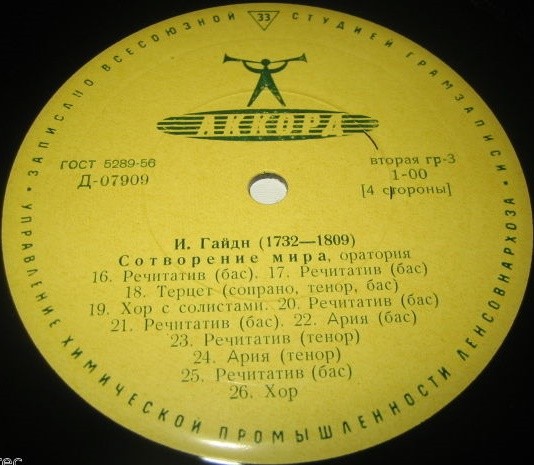 ЗАПИСАНО ВСЕСОЮЗНОЙ СТУДИЕЙ ГРАМЗАПИСИ
33
АККОРД
ГОСТ 5289-56
Д-07909
вторая гр-3
1-00
[4 стороны]
И. Гайдн (1732—1809)
Сотворение мира, оратория
16. Речитатив (бас). 17. Речитатив (бас)
18. Терцет (сопрано, тенор, бас)
19. Хор с солистами. 20. Речитатив (бас)
21. Речитатив (бас). 22. Ария (бас)
23. Речитатив (тенор)
24. Ария (тенор)
25. Речитатив (бас)
26. Хор
УПРАВЛЕНИЕ ХИМИЧЕСКОЙ ПРОМЫШЛЕННОСТИ ЛЕНСОВНАРХОЗА